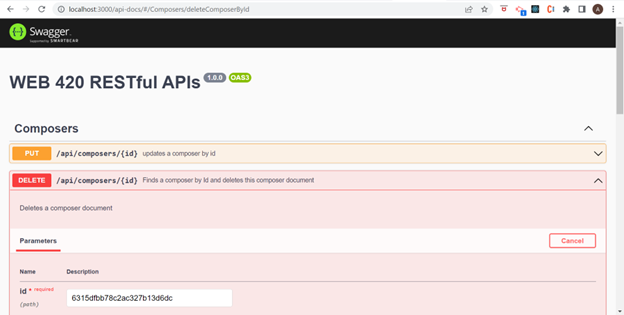 localhost:3000/api-docs/#/Composers/deleteComposerById
A
Swagger
Supported by SMARTBEAR
WEB 420 RESTful APIs 1.0.0 OAS3
Composers
PUT /api/composers/{id} updates a composer by id
DELETE /api/composers/{id} Finds a composer by Id and deletes this composer document
Deletes a composer document
Parameters Cancel
Name Description
id * required
(path)
6315dfbb78c2ac327b13d6dc